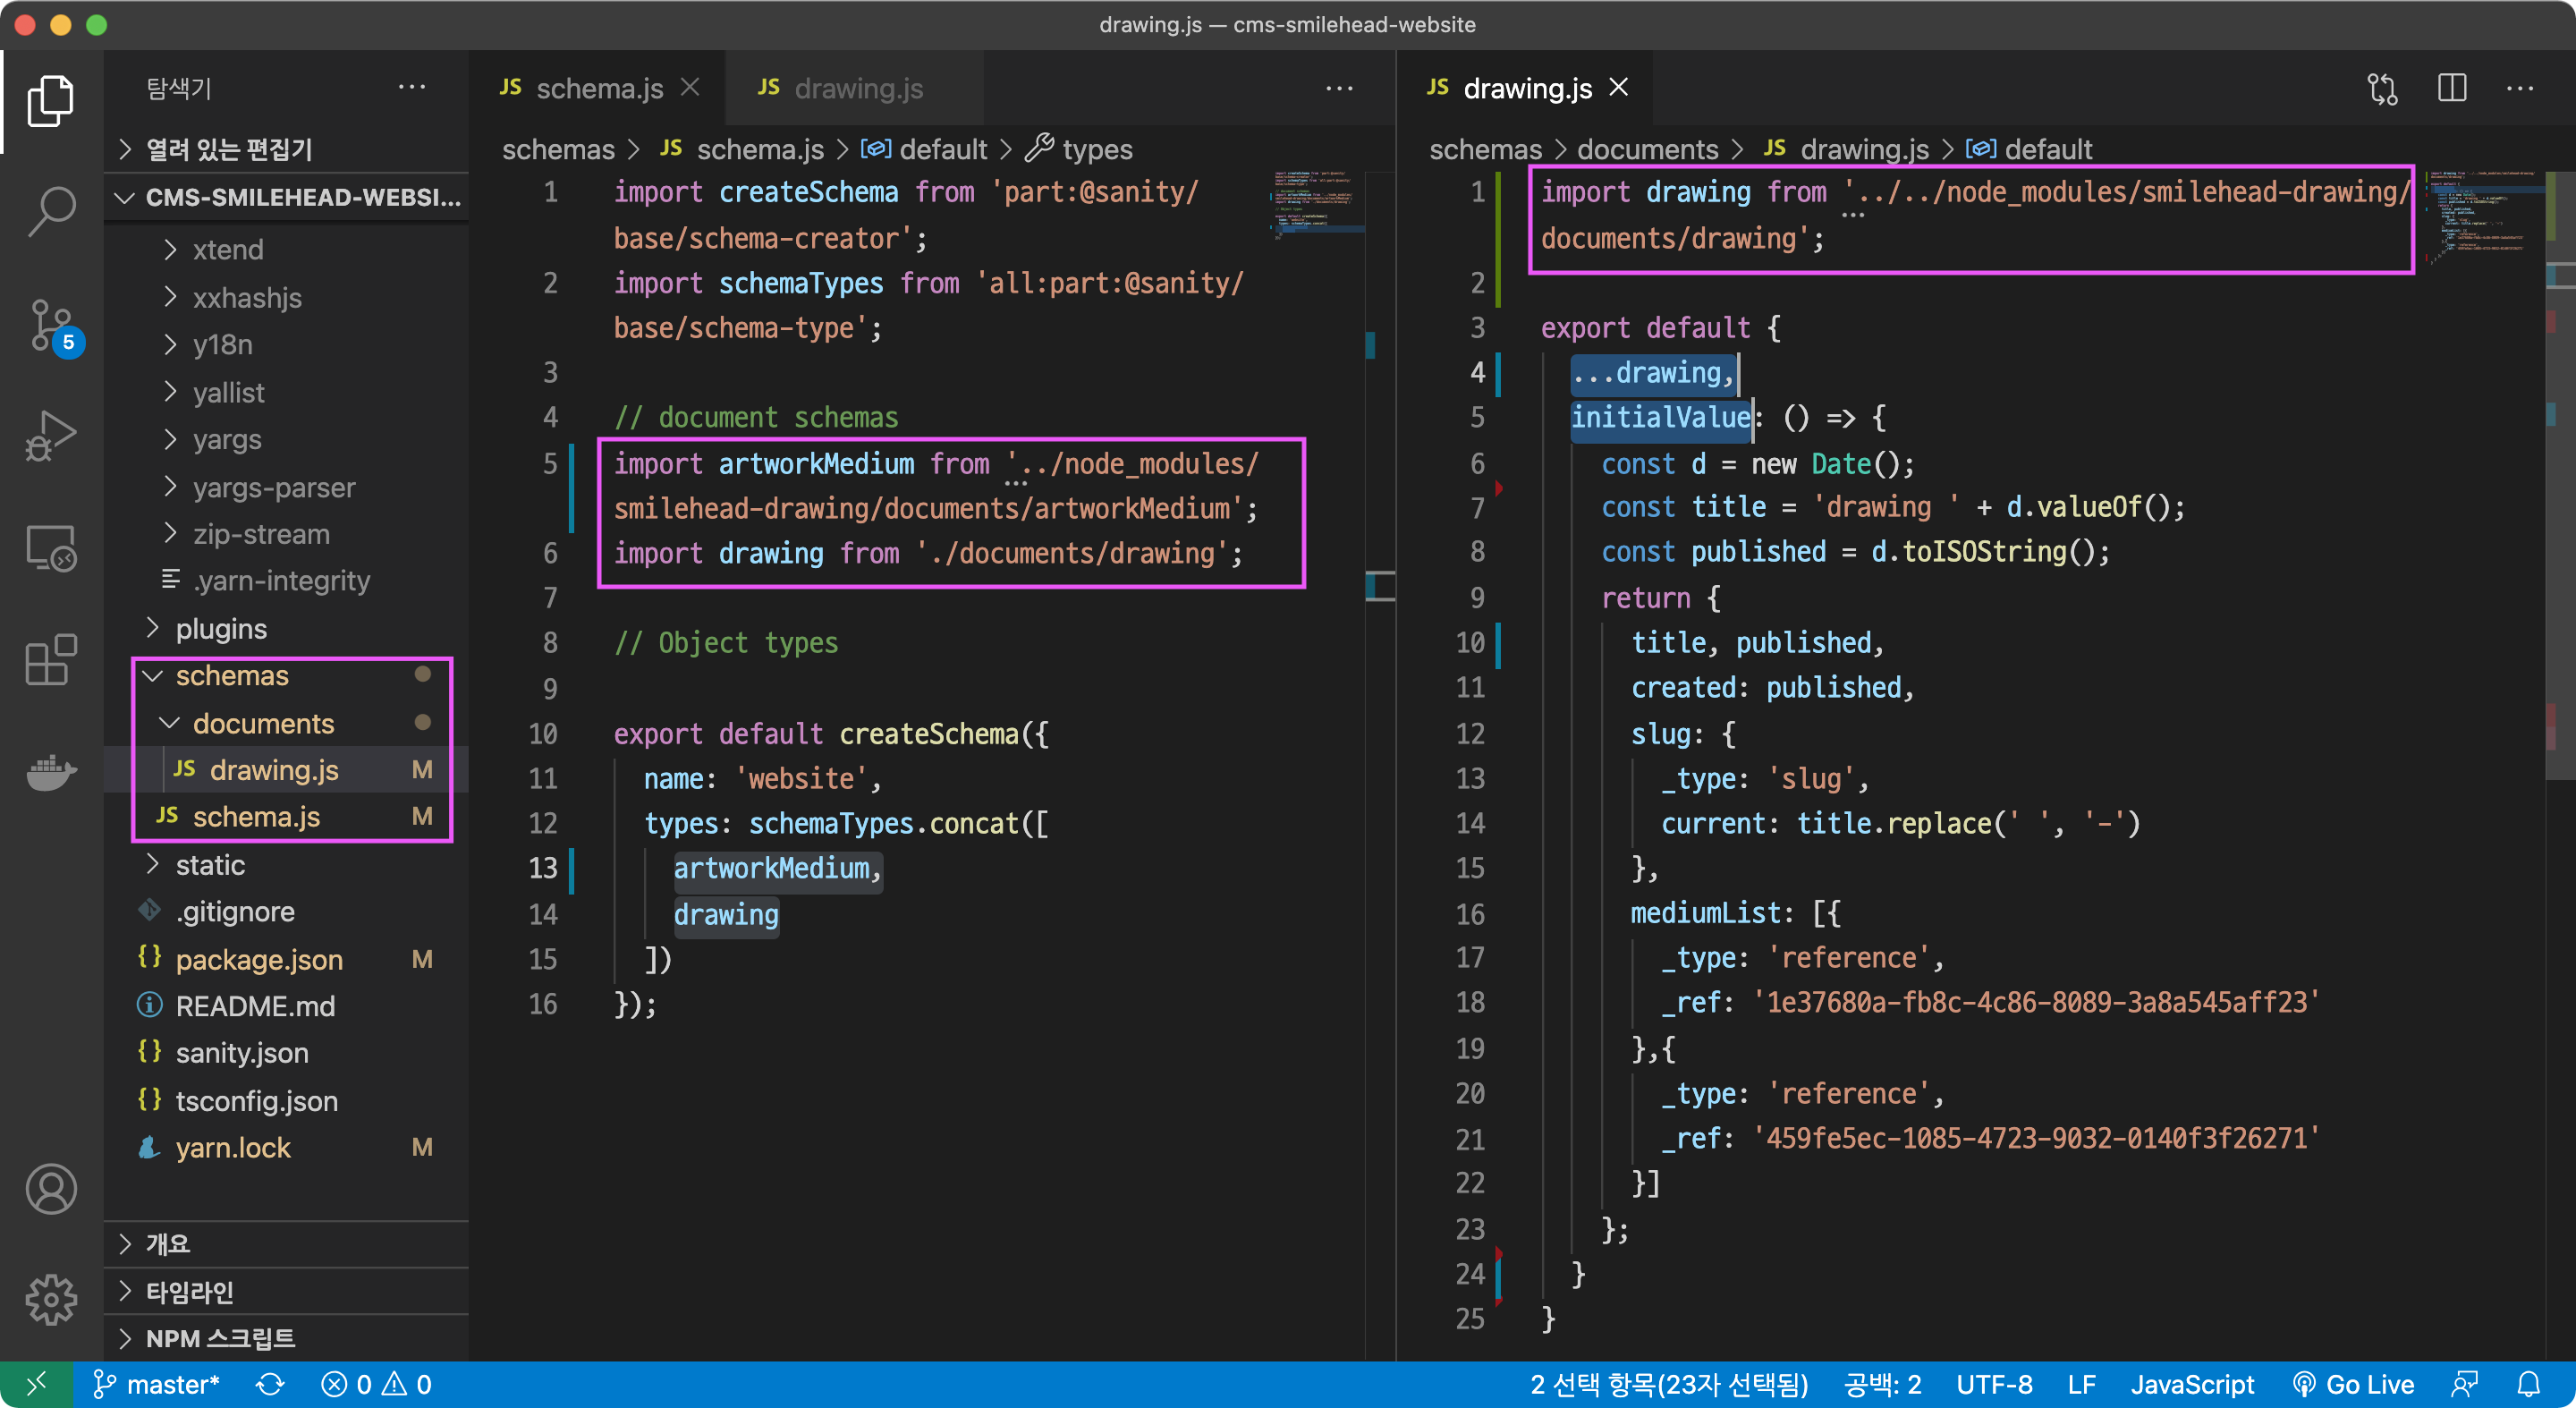 drawing.js — cms-smilehead-website
탐색기
열려 있는 편집기
CMS-SMILEHEAD-WEBSI...
xtend
xxhashjs
y18n
yallist
yargs
yargs-parser
zip-stream
.yarn-integrity
plugins
schemas
documents
JS drawing.js M
JS schema.js M
static
.gitignore
{} package.json M
README.md
{} sanity.json
{} tsconfig.json
yarn.lock M
개요
타임라인
NPM 스크립트
5
JS schema.js
JS drawing.js
schemas > JS schema.js > default > types
1 import createSchema from 'part:@sanity/
base/schema-creator';
2 import schemaTypes from 'all:part:@sanity/
base/schema-type';
3
4 // document schemas
5 import artworkMedium from '../node_modules/
smilehead-drawing/documents/artworkMedium';
6 import drawing from './documents/drawing';
7
8 // Object types
9
10 export default createSchema({
11 name: 'website',
12 types: schemaTypes.concat([
13 artworkMedium,
14 drawing
15 ])
16 });
JS drawing.js
schemas > documents > JS drawing.js > default
1 import drawing from '../../node_modules/smilehead-drawing/
documents/drawing';
2
3 export default {
4 ...drawing,
5 initialValue: () => {
6 const d = new Date();
7 const title = 'drawing ' + d.valueOf();
8 const published = d.toISOString();
9 return {
10 title, published,
11 created: published,
12 slug: {
13 _type: 'slug',
14 current: title.replace(' ', '-')
15 },
16 mediumList: [{
17 _type: 'reference',
18 _ref: '1e37680a-fb8c-4c86-8089-3a8a545aff23'
19 },{
20 _type: 'reference',
21 _ref: '459fe5ec-1085-4723-9032-0140f3f26271'
22 }]
23 };
24 }
25 }
master* 0 0 2 선택 항목(23자 선택됨) 공백: 2 UTF-8 LF JavaScript Go Live